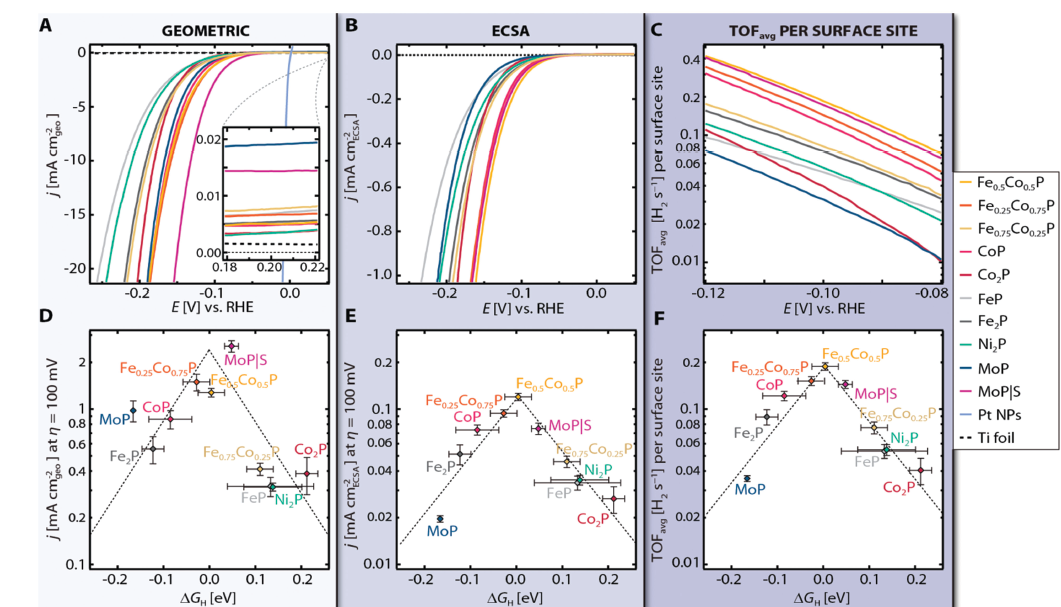 A
GEOMETRIC
B
ECSA
C
TOFavg PER SURFACE SITE
0
-5
-10
-15
-20
j [mA cm⁻²geo]
-0.2
-0.1
0.0
E [V] vs. RHE
0.02
0.01
0.00
0.18
0.20
0.22
0.0
-0.2
-0.4
-0.6
-0.8
-1.0
j [mA cm⁻²ECSA]
-0.2
-0.1
0.0
E [V] vs. RHE
0.4
0.2
0.1
0.08
0.06
0.04
0.02
0.01
TOFavg [H₂ s⁻¹] per surface site
-0.12
-0.10
-0.08
E [V] vs. RHE
Fe0.5Co0.5P
Fe0.25Co0.75P
Fe0.75Co0.25P
CoP
Co₂P
FeP
Fe₂P
Ni₂P
MoP
MoP|S
Pt NPs
Ti foil
D
2
1
0.8
0.6
0.4
0.2
0.1
j [mA cm⁻²geo] at η = 100 mV
MoP|S
Fe0.25Co0.75P
Fe0.5Co0.5P
CoP
MoP
Fe₂P
Fe0.75Co0.25P
Co₂P
FeP
Ni₂P
-0.2
-0.1
0.0
0.1
0.2
ΔGH [eV]
E
0.2
0.1
0.08
0.06
0.04
0.02
0.01
j [mA cm⁻²ECSA] at η = 100 mV
Fe0.5Co0.5P
Fe0.25Co0.75P
CoP
MoP|S
Fe₂P
Fe0.75Co0.25P
Ni₂P
FeP
Co₂P
MoP
-0.2
-0.1
0.0
0.1
0.2
ΔGH [eV]
F
0.2
0.1
0.08
0.06
0.04
0.02
0.01
TOFavg [H₂ s⁻¹] per surface site
Fe0.5Co0.5P
Fe0.25Co0.75P
CoP
MoP|S
Fe₂P
Fe0.75Co0.25P
Ni₂P
FeP
Co₂P
MoP
-0.2
-0.1
0.0
0.1
0.2
ΔGH [eV]